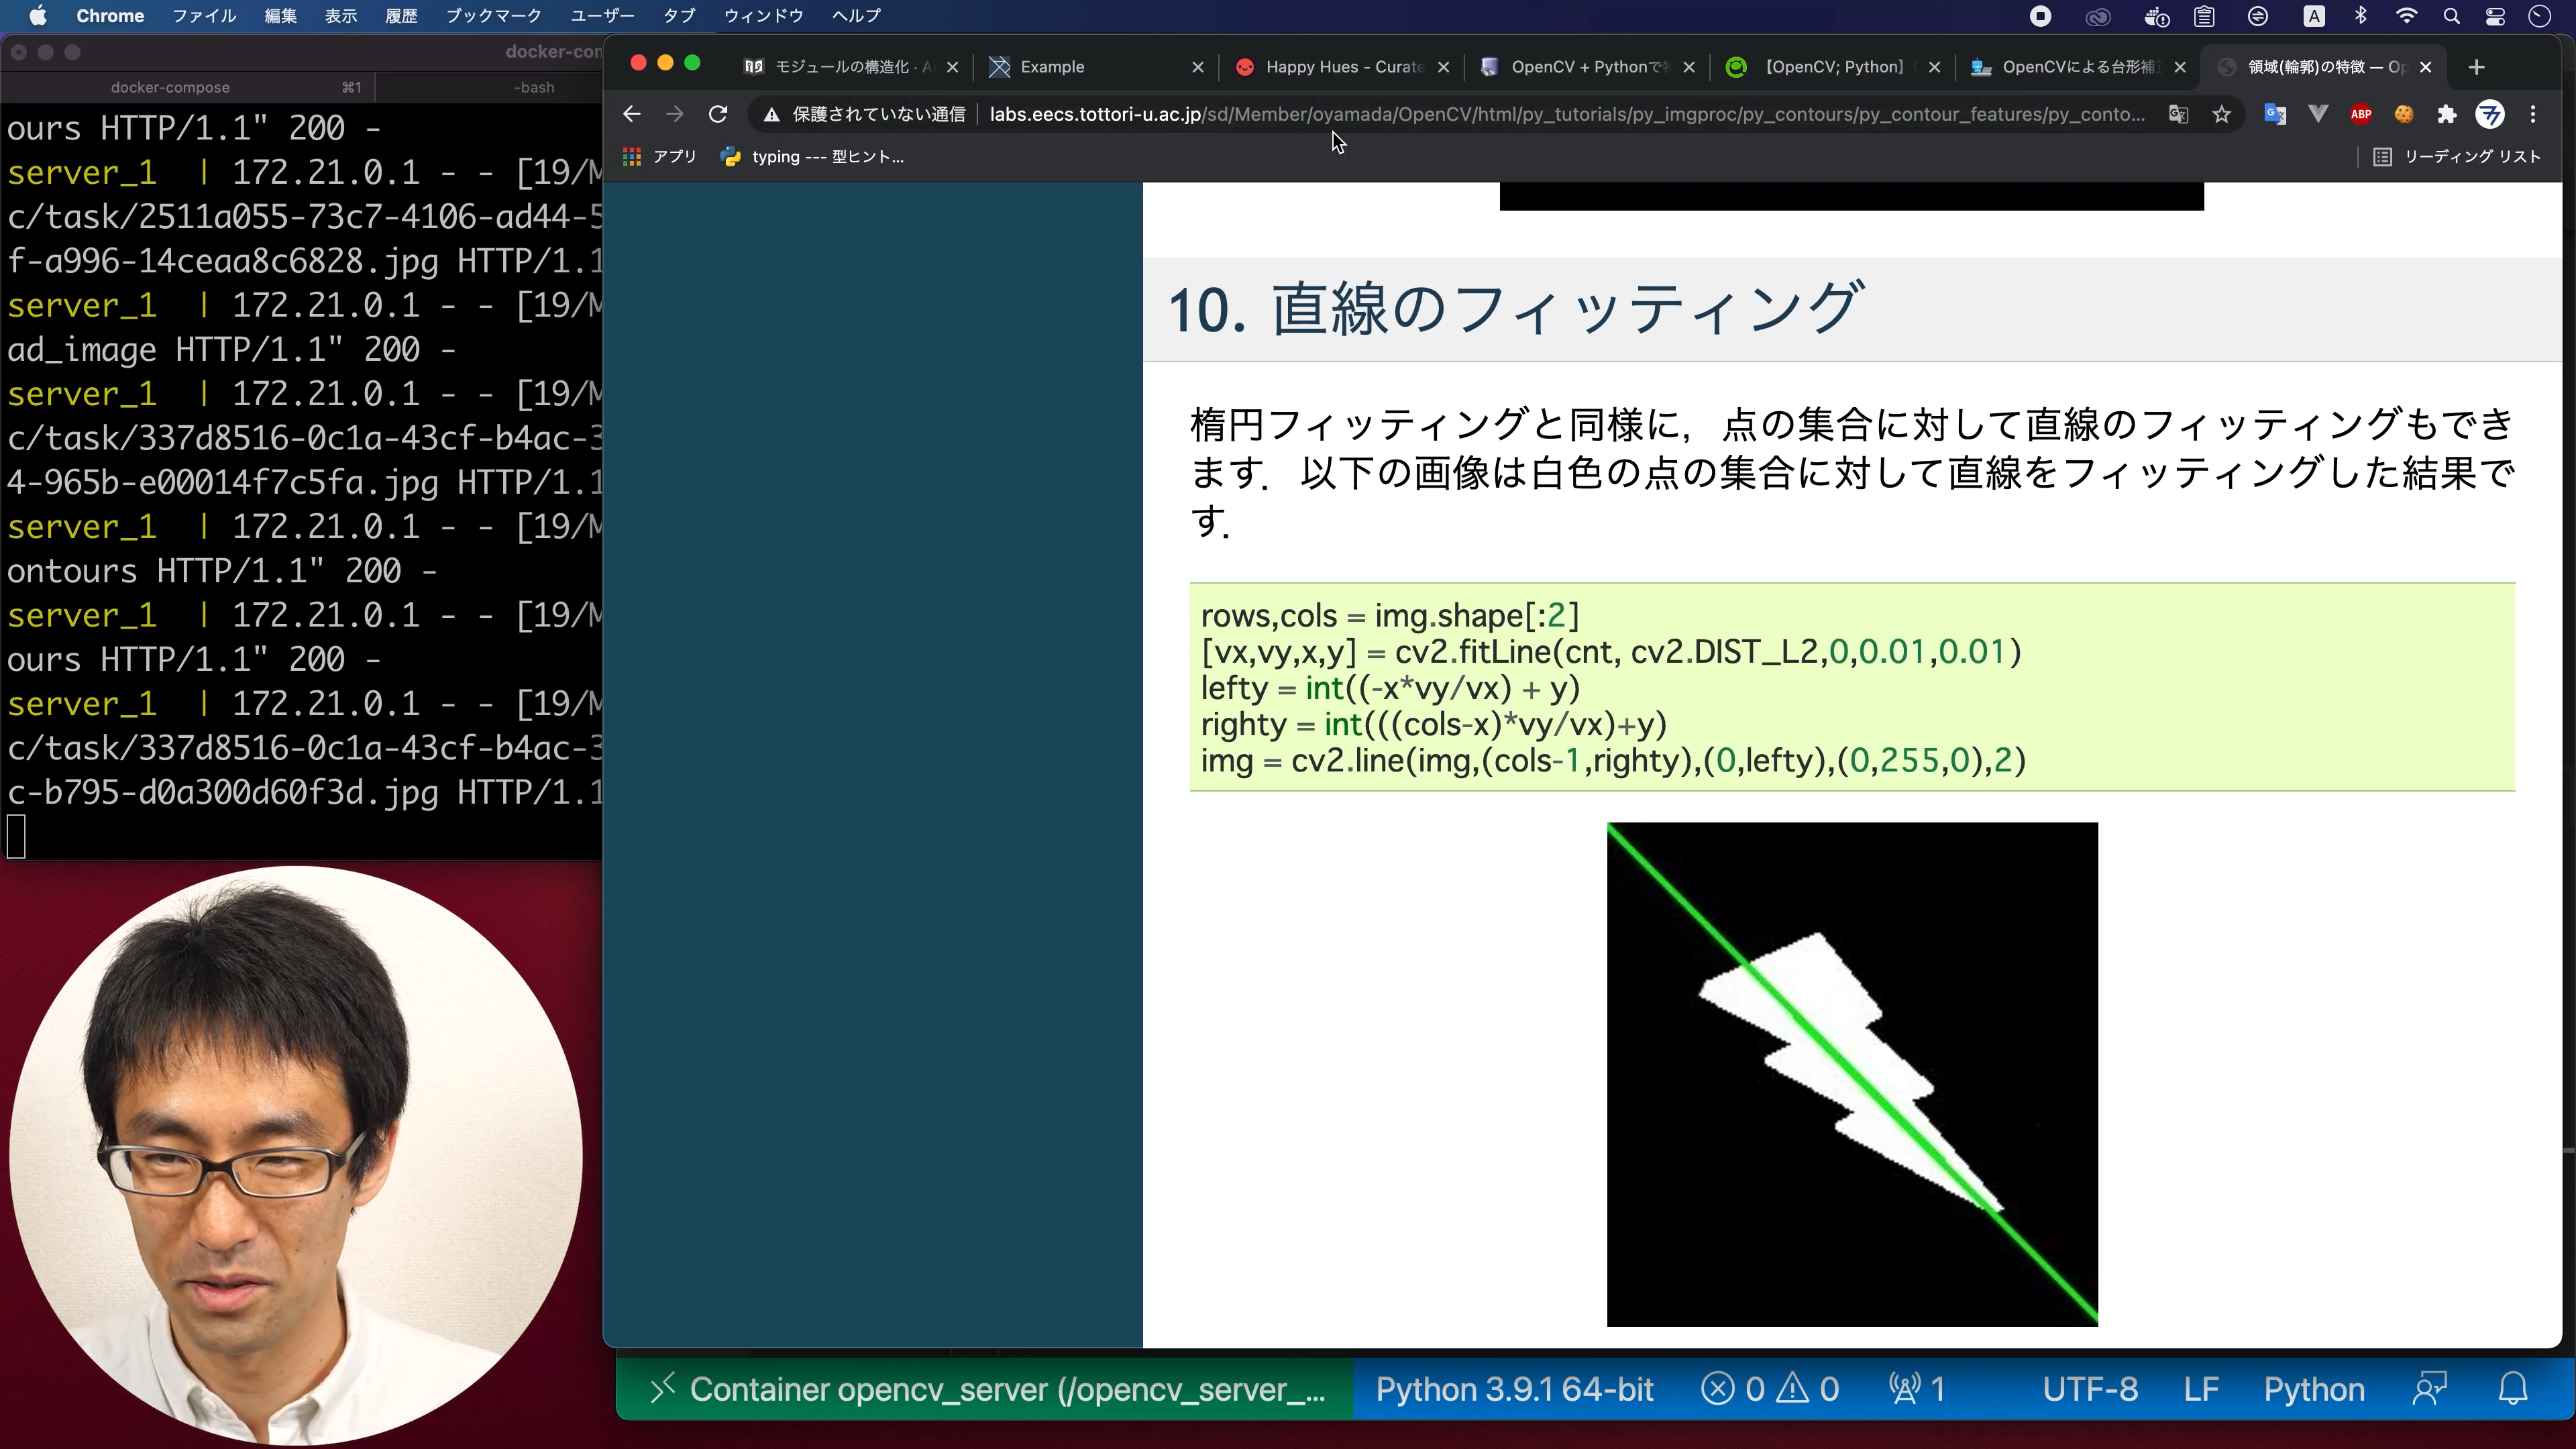 Chrome ファイル 編集 表示 履歴 ブックマーク ユーザー タブ ウィンドウ ヘルプ
A
docker-com
docker-compose ⌘1 -bash
ours HTTP/1.1" 200 -
server_1 | 172.21.0.1 - - [19/M
c/task/2511a055-73c7-4106-ad44-5
f-a996-14ceaa8c6828.jpg HTTP/1.1
server_1 | 172.21.0.1 - - [19/M
ad_image HTTP/1.1" 200 -
server_1 | 172.21.0.1 - - [19/M
c/task/337d8516-0c1a-43cf-b4ac-3
4-965b-e00014f7c5fa.jpg HTTP/1.1
server_1 | 172.21.0.1 - - [19/M
ontours HTTP/1.1" 200 -
server_1 | 172.21.0.1 - - [19/M
ours HTTP/1.1" 200 -
server_1 | 172.21.0.1 - - [19/M
c/task/337d8516-0c1a-43cf-b4ac-3
c-b795-d0a300d60f3d.jpg HTTP/1.1
モジュールの構造化 · A Example Happy Hues - Curate OpenCV + Pythonで 【OpenCV; Python】 OpenCVによる台形補 領域(輪郭)の特徴 — Op
保護されていない通信 labs.eecs.tottori-u.ac.jp/sd/Member/oyamada/OpenCV/html/py_tutorials/py_imgproc/py_contours/py_contour_features/py_conto... ABP
アプリ typing --- 型ヒント... リーディング リスト
10. 直線のフィッティング
楕円フィッティングと同様に，点の集合に対して直線のフィッティングもでき
ます．以下の画像は白色の点の集合に対して直線をフィッティングした結果で
す．
rows,cols = img.shape[:2]
[vx,vy,x,y] = cv2.fitLine(cnt, cv2.DIST_L2,0,0.01,0.01)
lefty = int((-x*vy/vx) + y)
righty = int(((cols-x)*vy/vx)+y)
img = cv2.line(img,(cols-1,righty),(0,lefty),(0,255,0),2)
Container opencv_server (/opencv_server_... Python 3.9.1 64-bit 0 0 1 UTF-8 LF Python